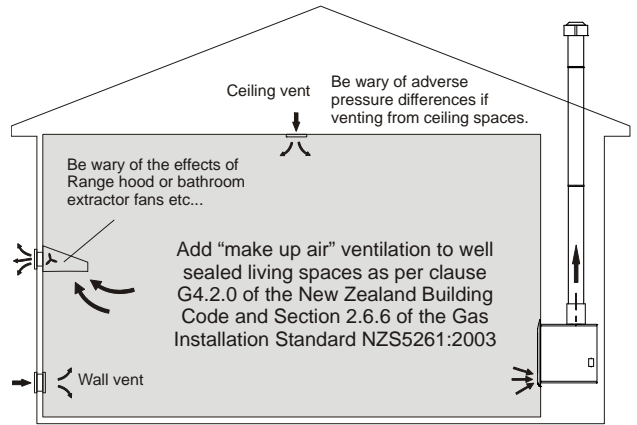 Ceiling vent
Be wary of adverse
pressure differences if
venting from ceiling spaces.
Be wary of the effects of
Range hood or bathroom
extractor fans etc...
Add “make up air” ventilation to well
sealed living spaces as per clause
G4.2.0 of the New Zealand Building
Code and Section 2.6.6 of the Gas
Installation Standard NZS5261:2003
Wall vent